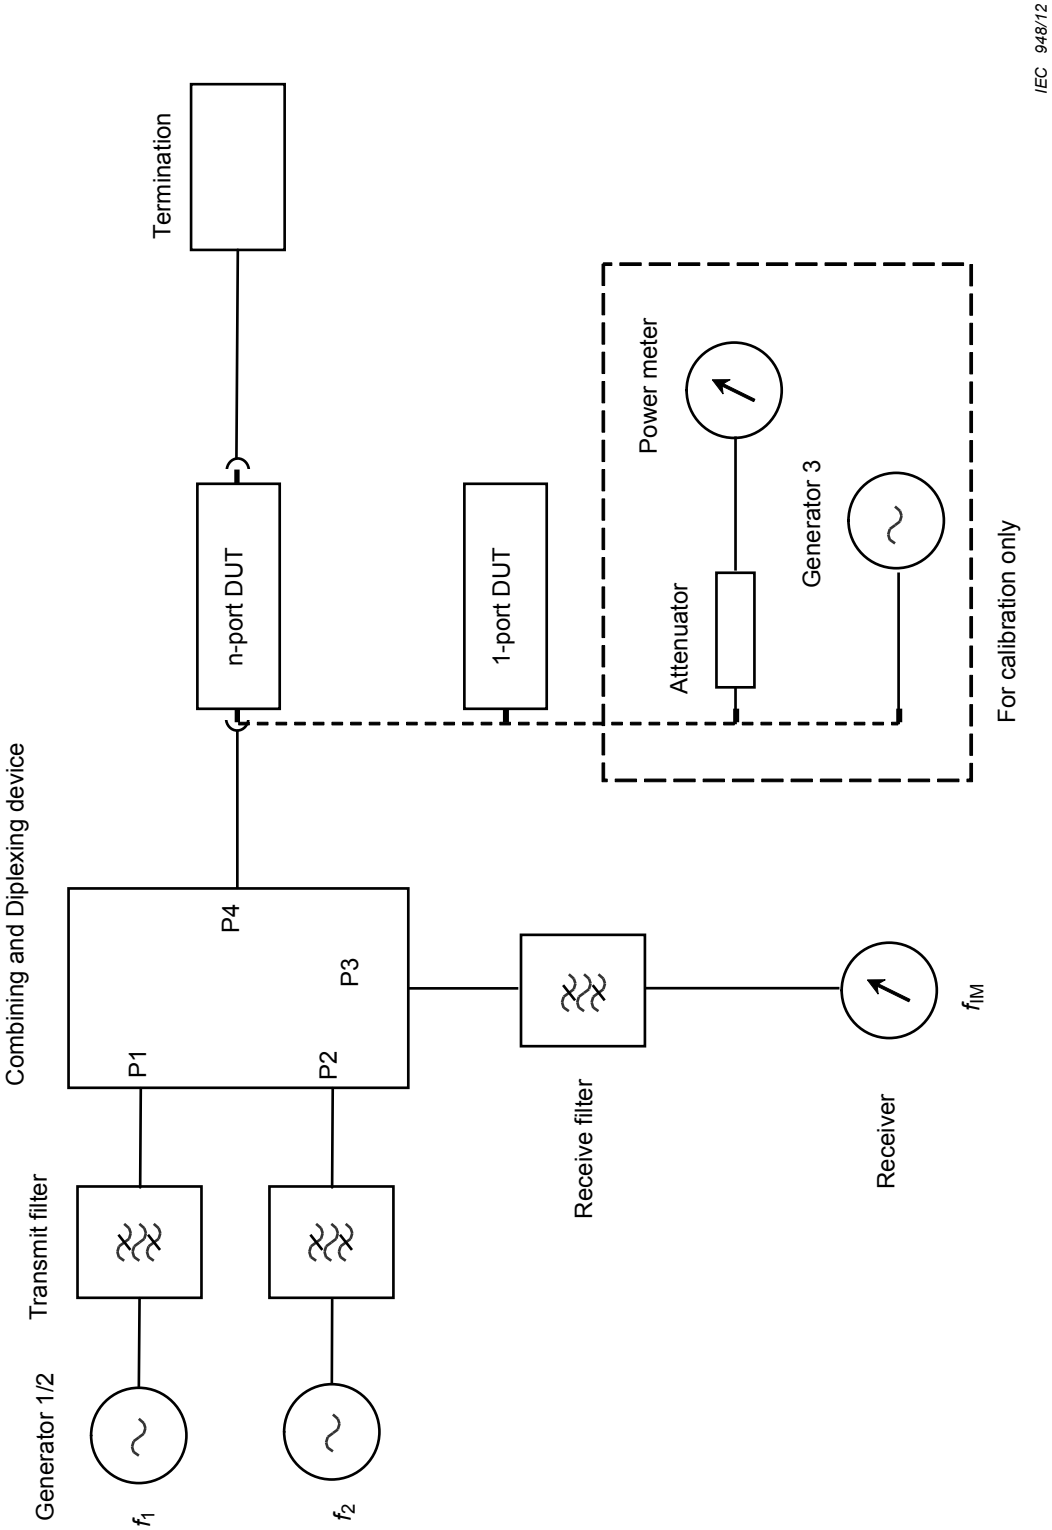 Combining and Diplexing device
Generator 1/2
Transmit filter
Termination
f1
P1
P4
n-port DUT
f2
P2
P3
1-port DUT
Receive filter
Power meter
Attenuator
Generator 3
Receiver
fIM
For calibration only
IEC 948/12